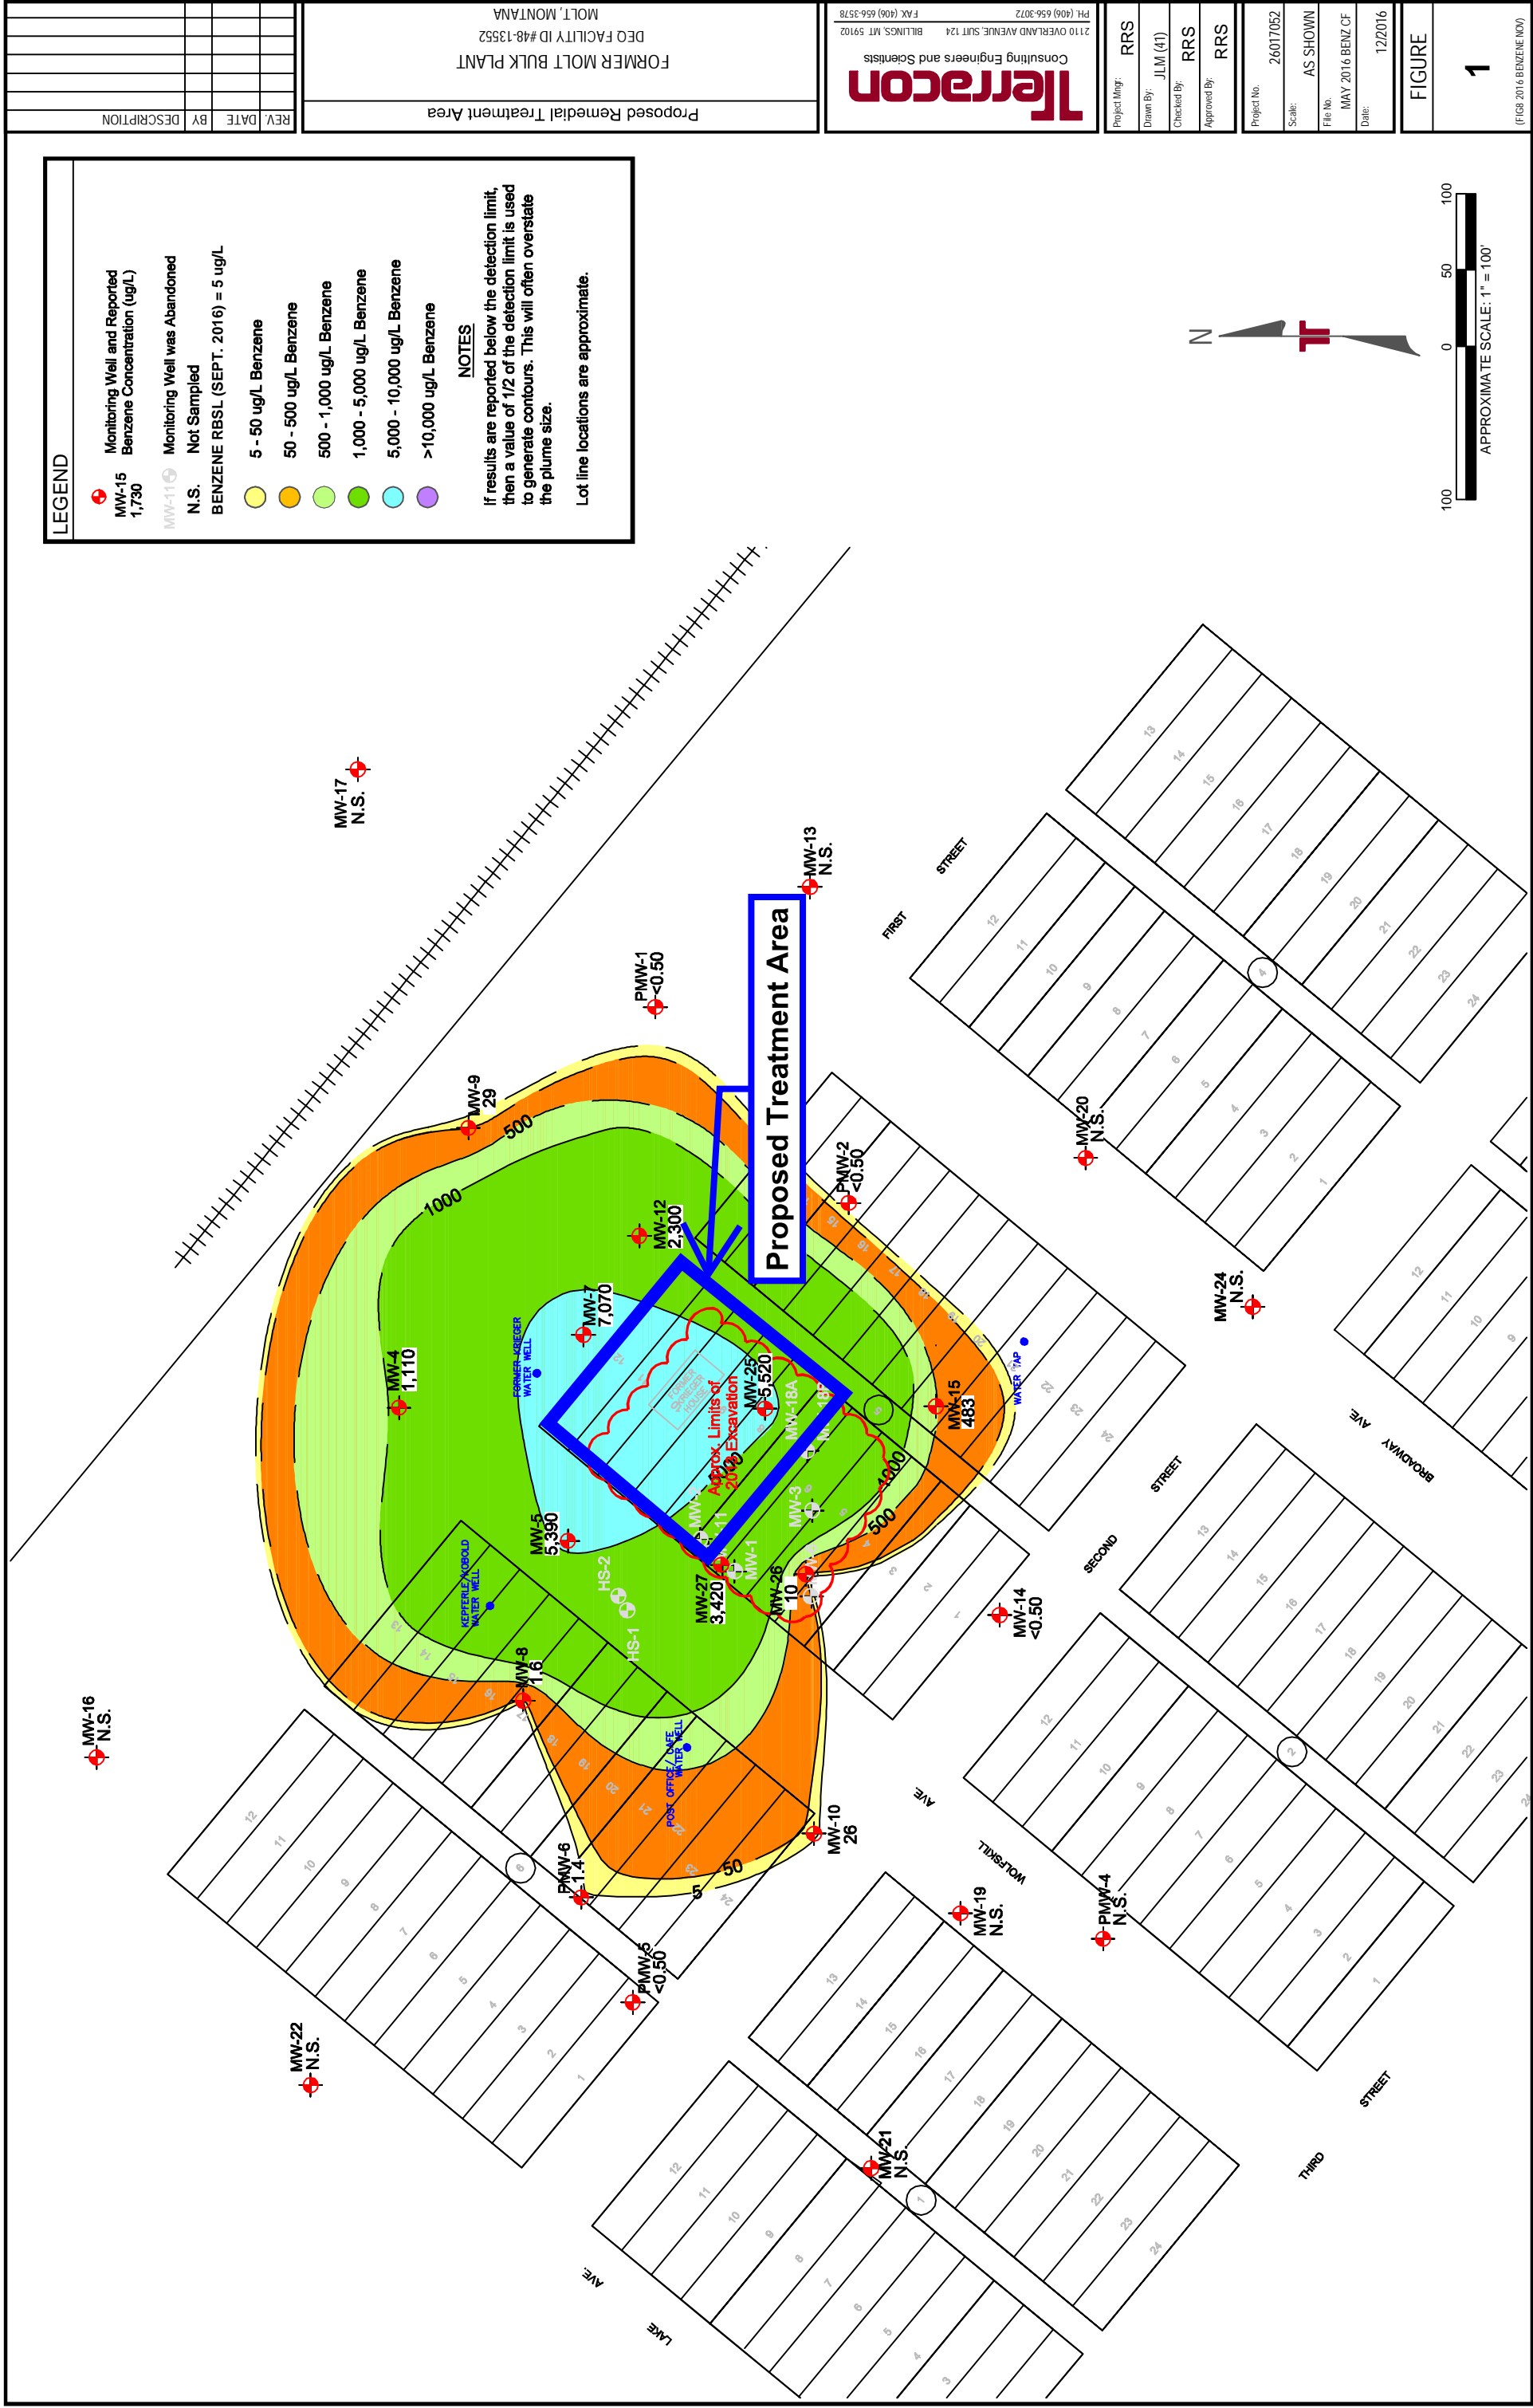 REV.
DATE
BY
DESCRIPTION
Proposed Remedial Treatment Area
FORMER MOLT BULK PLANT
DEQ FACILITY ID #48-13552
MOLT, MONTANA
Terracon
Consulting Engineers and Scientists
2110 OVERLAND AVENUE, SUIT 124 BILLINGS, MT 59102
PH. (406) 656-3072 FAX. (406) 656-3578
Project Mngr: RRS
Drawn By: JLM (41)
Checked By: RRS
Approved By: RRS
Project No. 26017052
Scale: AS SHOWN
File No. MAY 2016 BENZ CF
Date: 12/2016
FIGURE
1
(FIG8 2016 BENZENE NOV)
LEGEND
MW-15
1,730
Monitoring Well and Reported
Benzene Concentration (ug/L)
MW-11 Monitoring Well was Abandoned
N.S. Not Sampled
BENZENE RBSL (SEPT. 2016) = 5 ug/L
5 - 50 ug/L Benzene
50 - 500 ug/L Benzene
500 - 1,000 ug/L Benzene
1,000 - 5,000 ug/L Benzene
5,000 - 10,000 ug/L Benzene
>10,000 ug/L Benzene
NOTES
If results are reported below the detection limit,
then a value of 1/2 of the detection limit is used
to generate contours. This will often overstate
the plume size.
Lot line locations are approximate.
N
100 50 0 100
APPROXIMATE SCALE: 1" = 100'
MW-17
N.S.
MW-13
N.S.
PMW-1
<0.50
MW-9
29
500
1000
MW-12
2,300
Proposed Treatment Area
PMW-2
<0.50
MW-20
N.S.
MW-24
N.S.
MW-4
1,110
FORMER KRIEGER
WATER WELL
MW-7
7,070
FORMER
SKRIEGER
HOUSE
MW-25
5,520
Approx. Limits of
Excavation
MW-18A
MW-15
483
WATER TAP
MW-5
5,390
HS-2
HS-1
MW-27
3,420
MW-1
MW-3
MW-26
10
1000
500
MW-14
<0.50
KEPFERLE/KOBOLD
WATER WELL
MW-8
1.6
POST OFFICE/ CAFE
WATER WELL
MW-16
N.S.
PMW-6
1.4
MW-10
26
50
5
PMW-5
<0.50
MW-22
N.S.
MW-19
N.S.
PMW-4
N.S.
MW-21
N.S.
FIRST
STREET
SECOND
STREET
THIRD
STREET
BROADWAY
AVE.
WOLFSKILL
AVE.
LAKE
AVE.